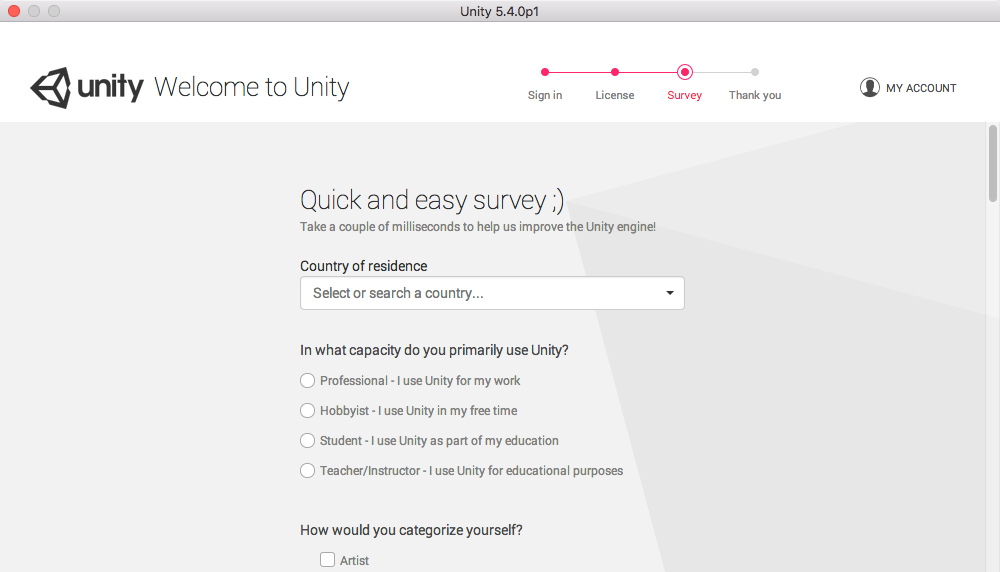 Unity 5.4.0p1
unity Welcome to Unity
Sign in
License
Survey
Thank you
MY ACCOUNT
Quick and easy survey ;)
Take a couple of milliseconds to help us improve the Unity engine!
Country of residence
Select or search a country...
In what capacity do you primarily use Unity?
Professional - I use Unity for my work
Hobbyist - I use Unity in my free time
Student - I use Unity as part of my education
Teacher/Instructor - I use Unity for educational purposes
How would you categorize yourself?
Artist